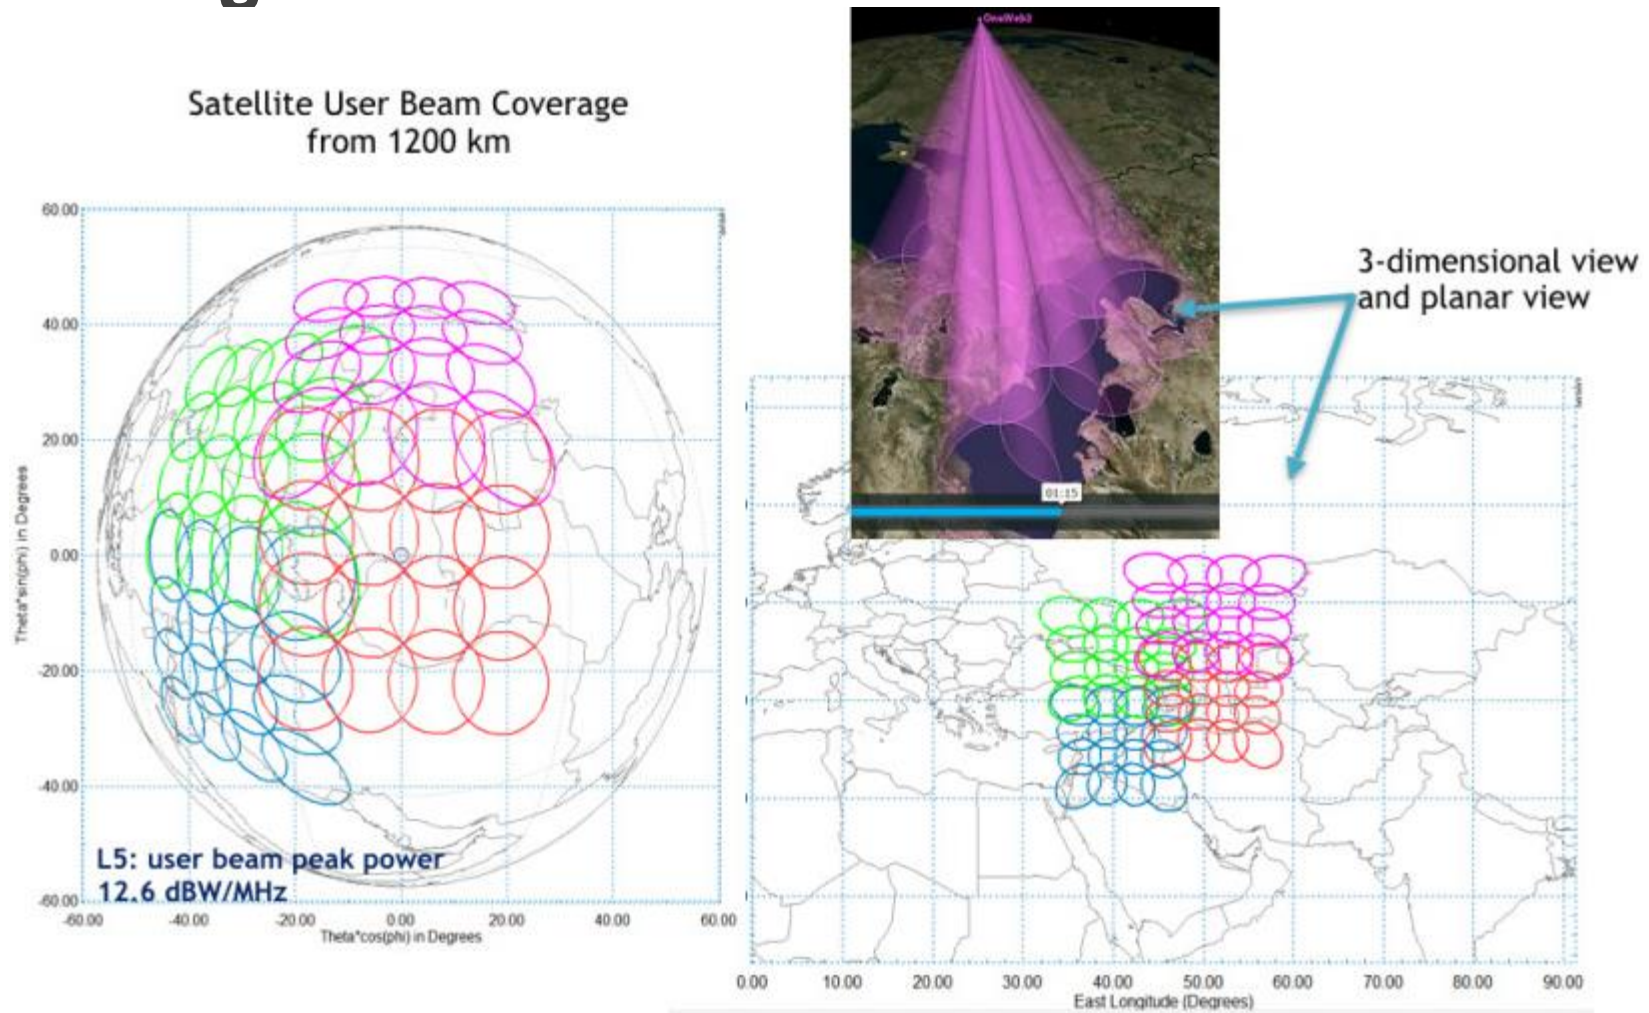 Satellite User Beam Coverage
from 1200 km
OneWeb3
01:15
3-dimensional view
and planar view
60.00
40.00
20.00
0.00
-20.00
-40.00
-60.00
Theta*sin(phi) in Degrees
-60.00 -40.00 -20.00 0.00 20.00 40.00 60.00
Theta*cos(phi) in Degrees
L5: user beam peak power
12.6 dBW/MHz
0.00 10.00 20.00 30.00 40.00 50.00 60.00 70.00 80.00 90.00
East Longitude (Degrees)